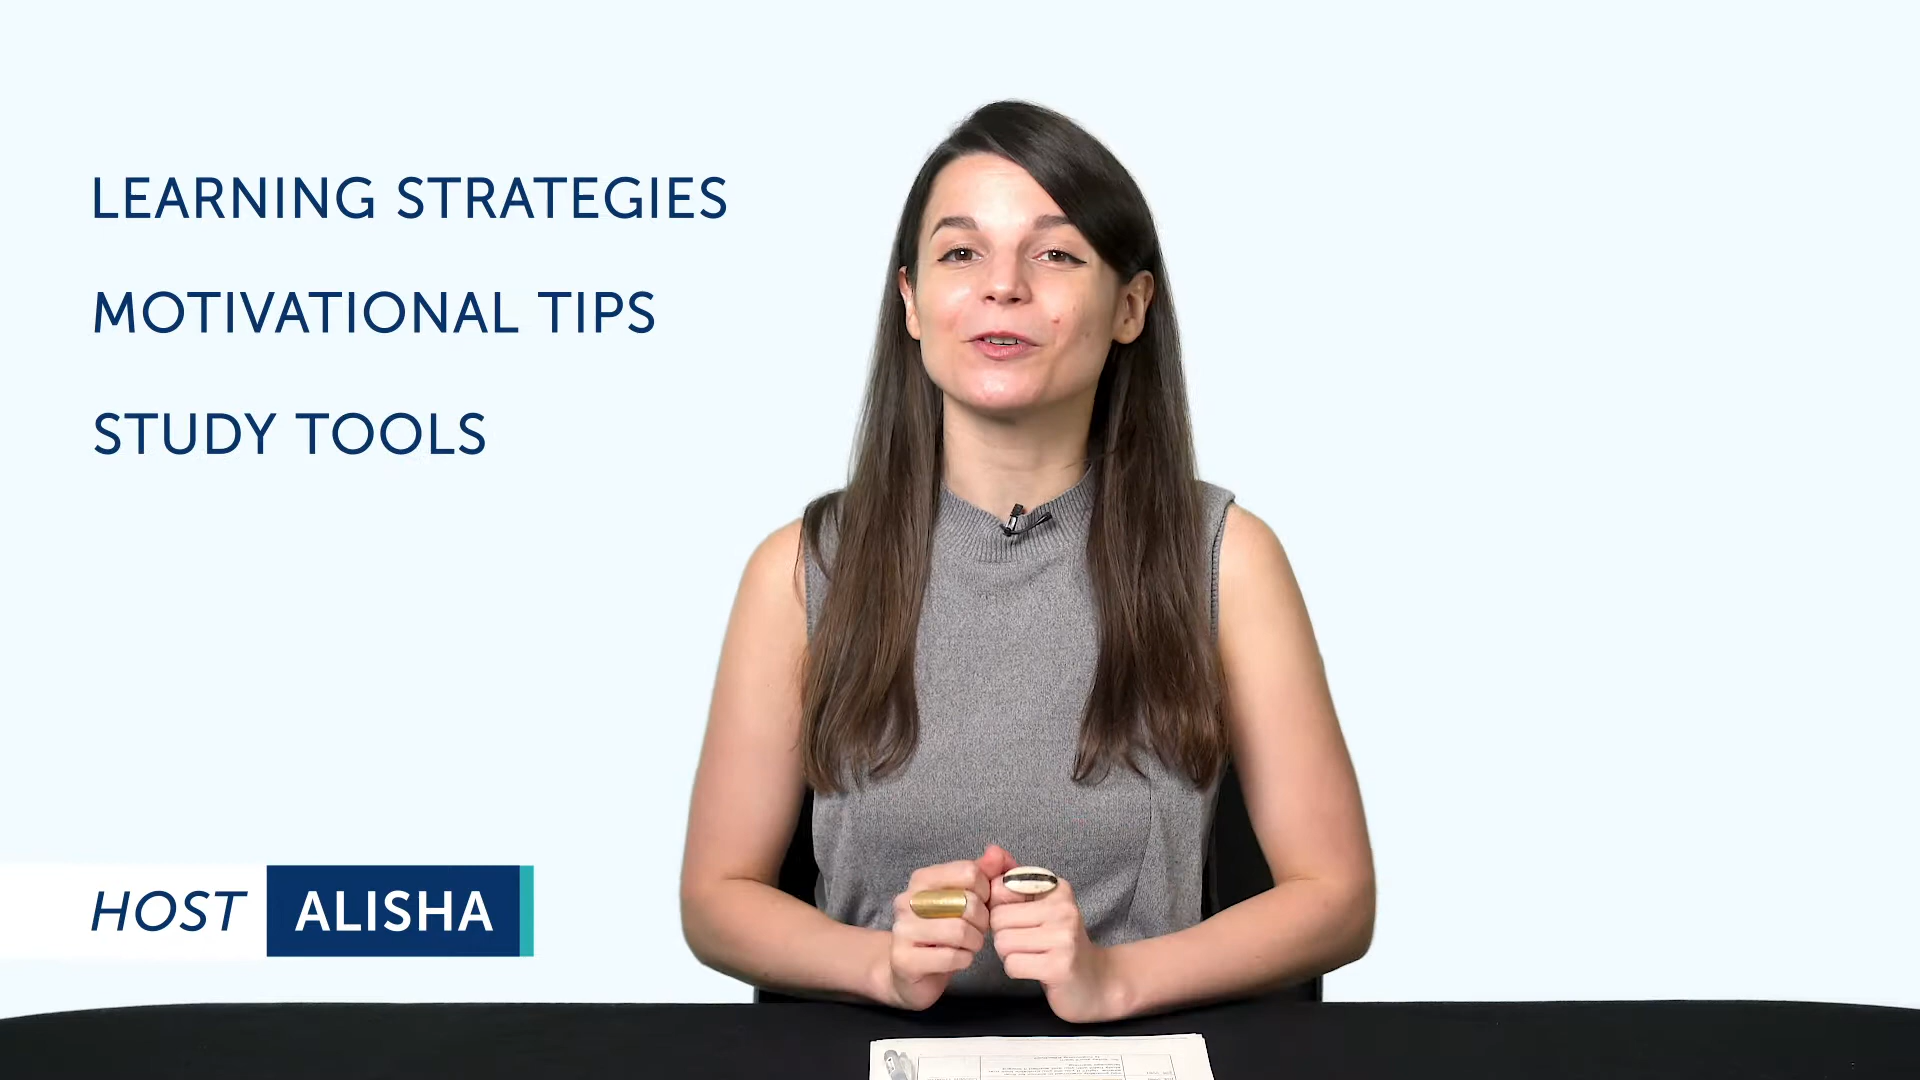 LEARNING STRATEGIES
MOTIVATIONAL TIPS
STUDY TOOLS
HOST ALISHA